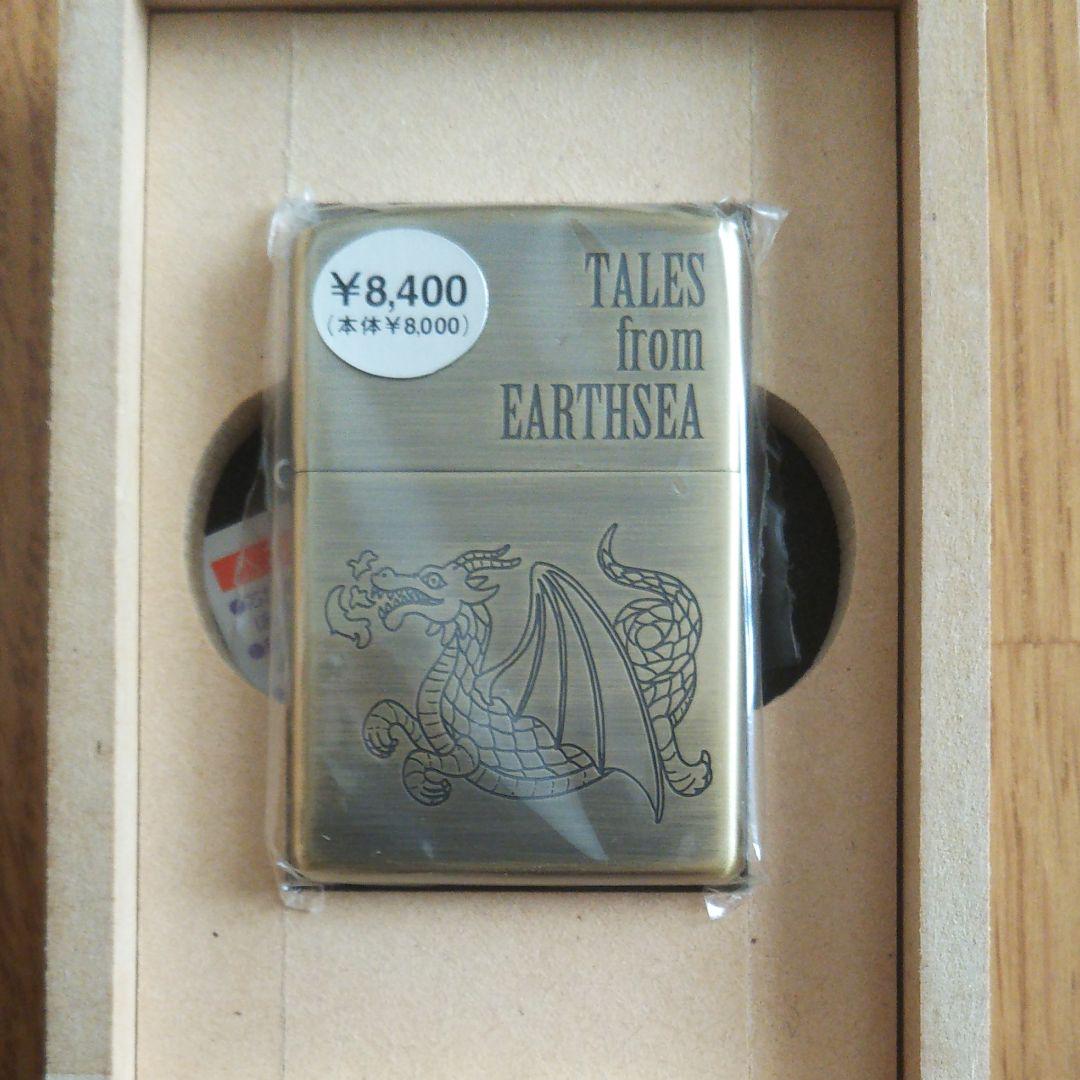 ¥8,400
(本体¥8,000)
TALES
from
EARTHSEA